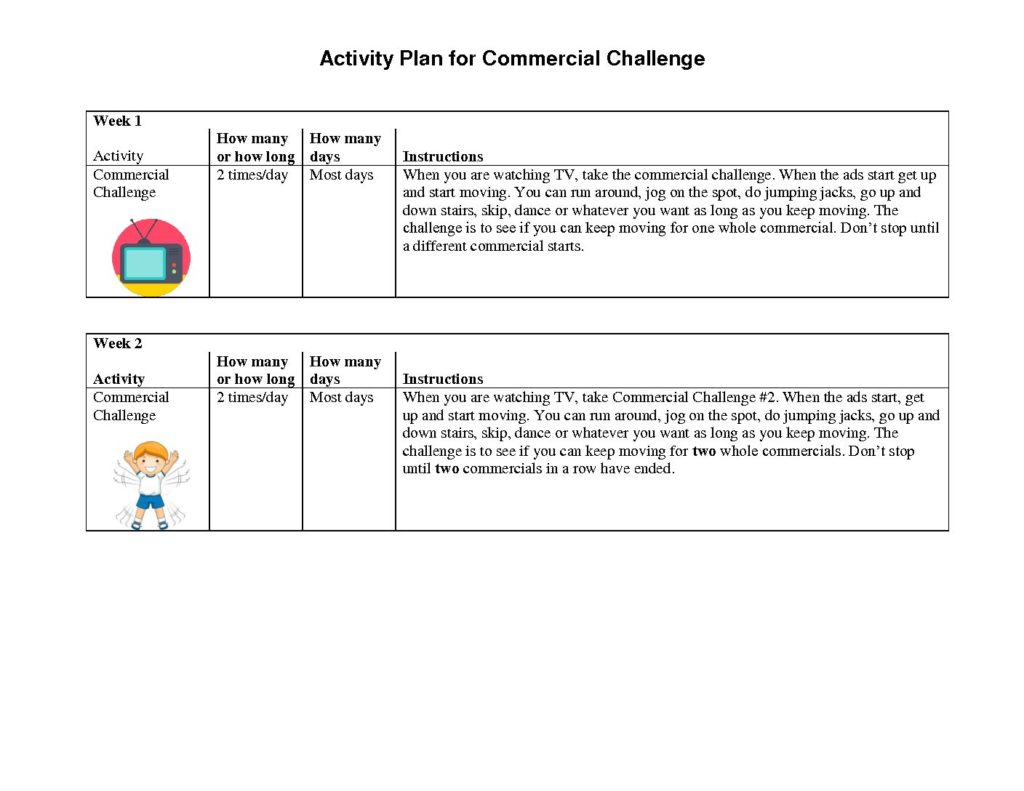 Activity Plan for Commercial Challenge
Week 1
Activity
How many
or how long
How many
days
Instructions
Commercial
Challenge
2 times/day
Most days
When you are watching TV, take the commercial challenge. When the ads start get up
and start moving. You can run around, jog on the spot, do jumping jacks, go up and
down stairs, skip, dance or whatever you want as long as you keep moving. The
challenge is to see if you can keep moving for one whole commercial. Don’t stop until
a different commercial starts.
Week 2
Activity
How many
or how long
How many
days
Instructions
Commercial
Challenge
2 times/day
Most days
When you are watching TV, take Commercial Challenge #2. When the ads start, get
up and start moving. You can run around, jog on the spot, do jumping jacks, go up and
down stairs, skip, dance or whatever you want as long as you keep moving. The
challenge is to see if you can keep moving for two whole commercials. Don’t stop
until two commercials in a row have ended.